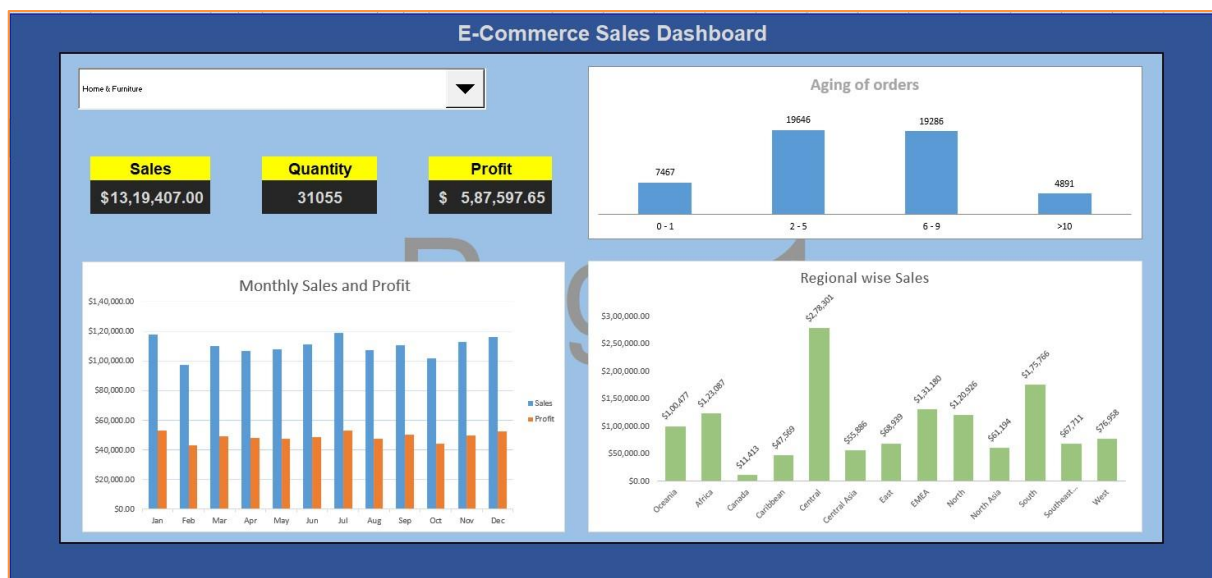 E-Commerce Sales Dashboard
Home & Furniture
Sales
$13,19,407.00
Quantity
31055
Profit
$ 5,87,597.65
Aging of orders
7467
19646
19286
4891
0 - 1
2 - 5
6 - 9
>10
Monthly Sales and Profit
$1,40,000.00
$1,20,000.00
$1,00,000.00
$80,000.00
$60,000.00
$40,000.00
$20,000.00
$0.00
Jan Feb Mar Apr May Jun Jul Aug Sep Oct Nov Dec
Sales
Profit
Regional wise Sales
$3,00,000.00
$2,50,000.00
$2,00,000.00
$1,50,000.00
$1,00,000.00
$50,000.00
$0.00
$1,00,477
$1,23,087
$11,413
$47,569
$2,78,301
$55,886
$68,939
$1,31,180
$1,20,926
$61,194
$1,75,766
$67,711
$76,958
Oceania
Africa
Canada
Caribbean
Central
Central Asia
East
EMEA
North
North Asia
South
Southeast...
West